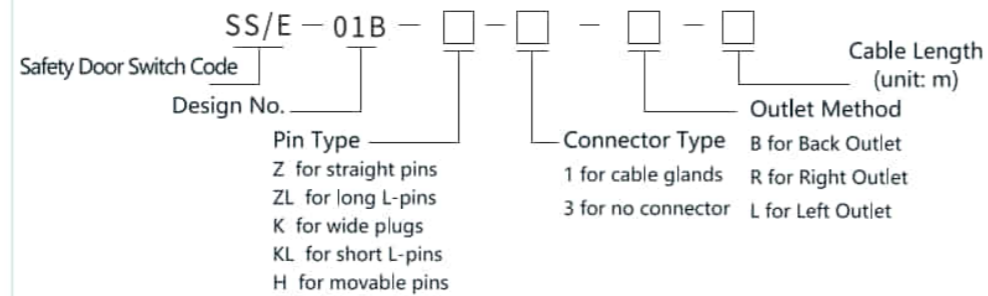 SS/E - 01B - □ - □ - □ - □
Safety Door Switch Code
Design No.
Pin Type
Z for straight pins
ZL for long L-pins
K for wide plugs
KL for short L-pins
H for movable pins
Connector Type
1 for cable glands
3 for no connector
Cable Length
(unit: m)
Outlet Method
B for Back Outlet
R for Right Outlet
L for Left Outlet